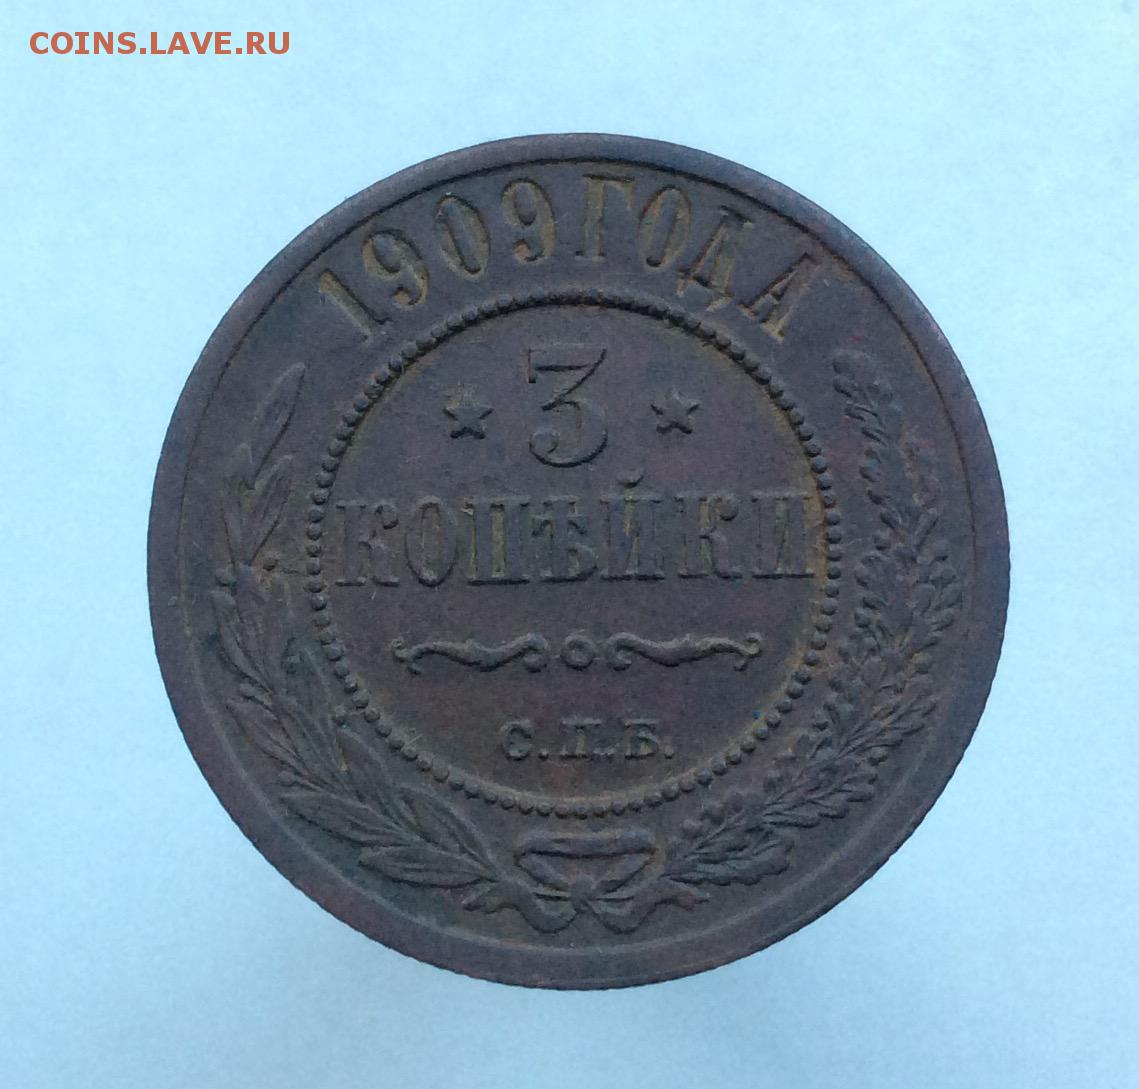 COINS.LAVE.RU
1909 ГОДА
3
КОПѢЙКИ
С.П.Б.